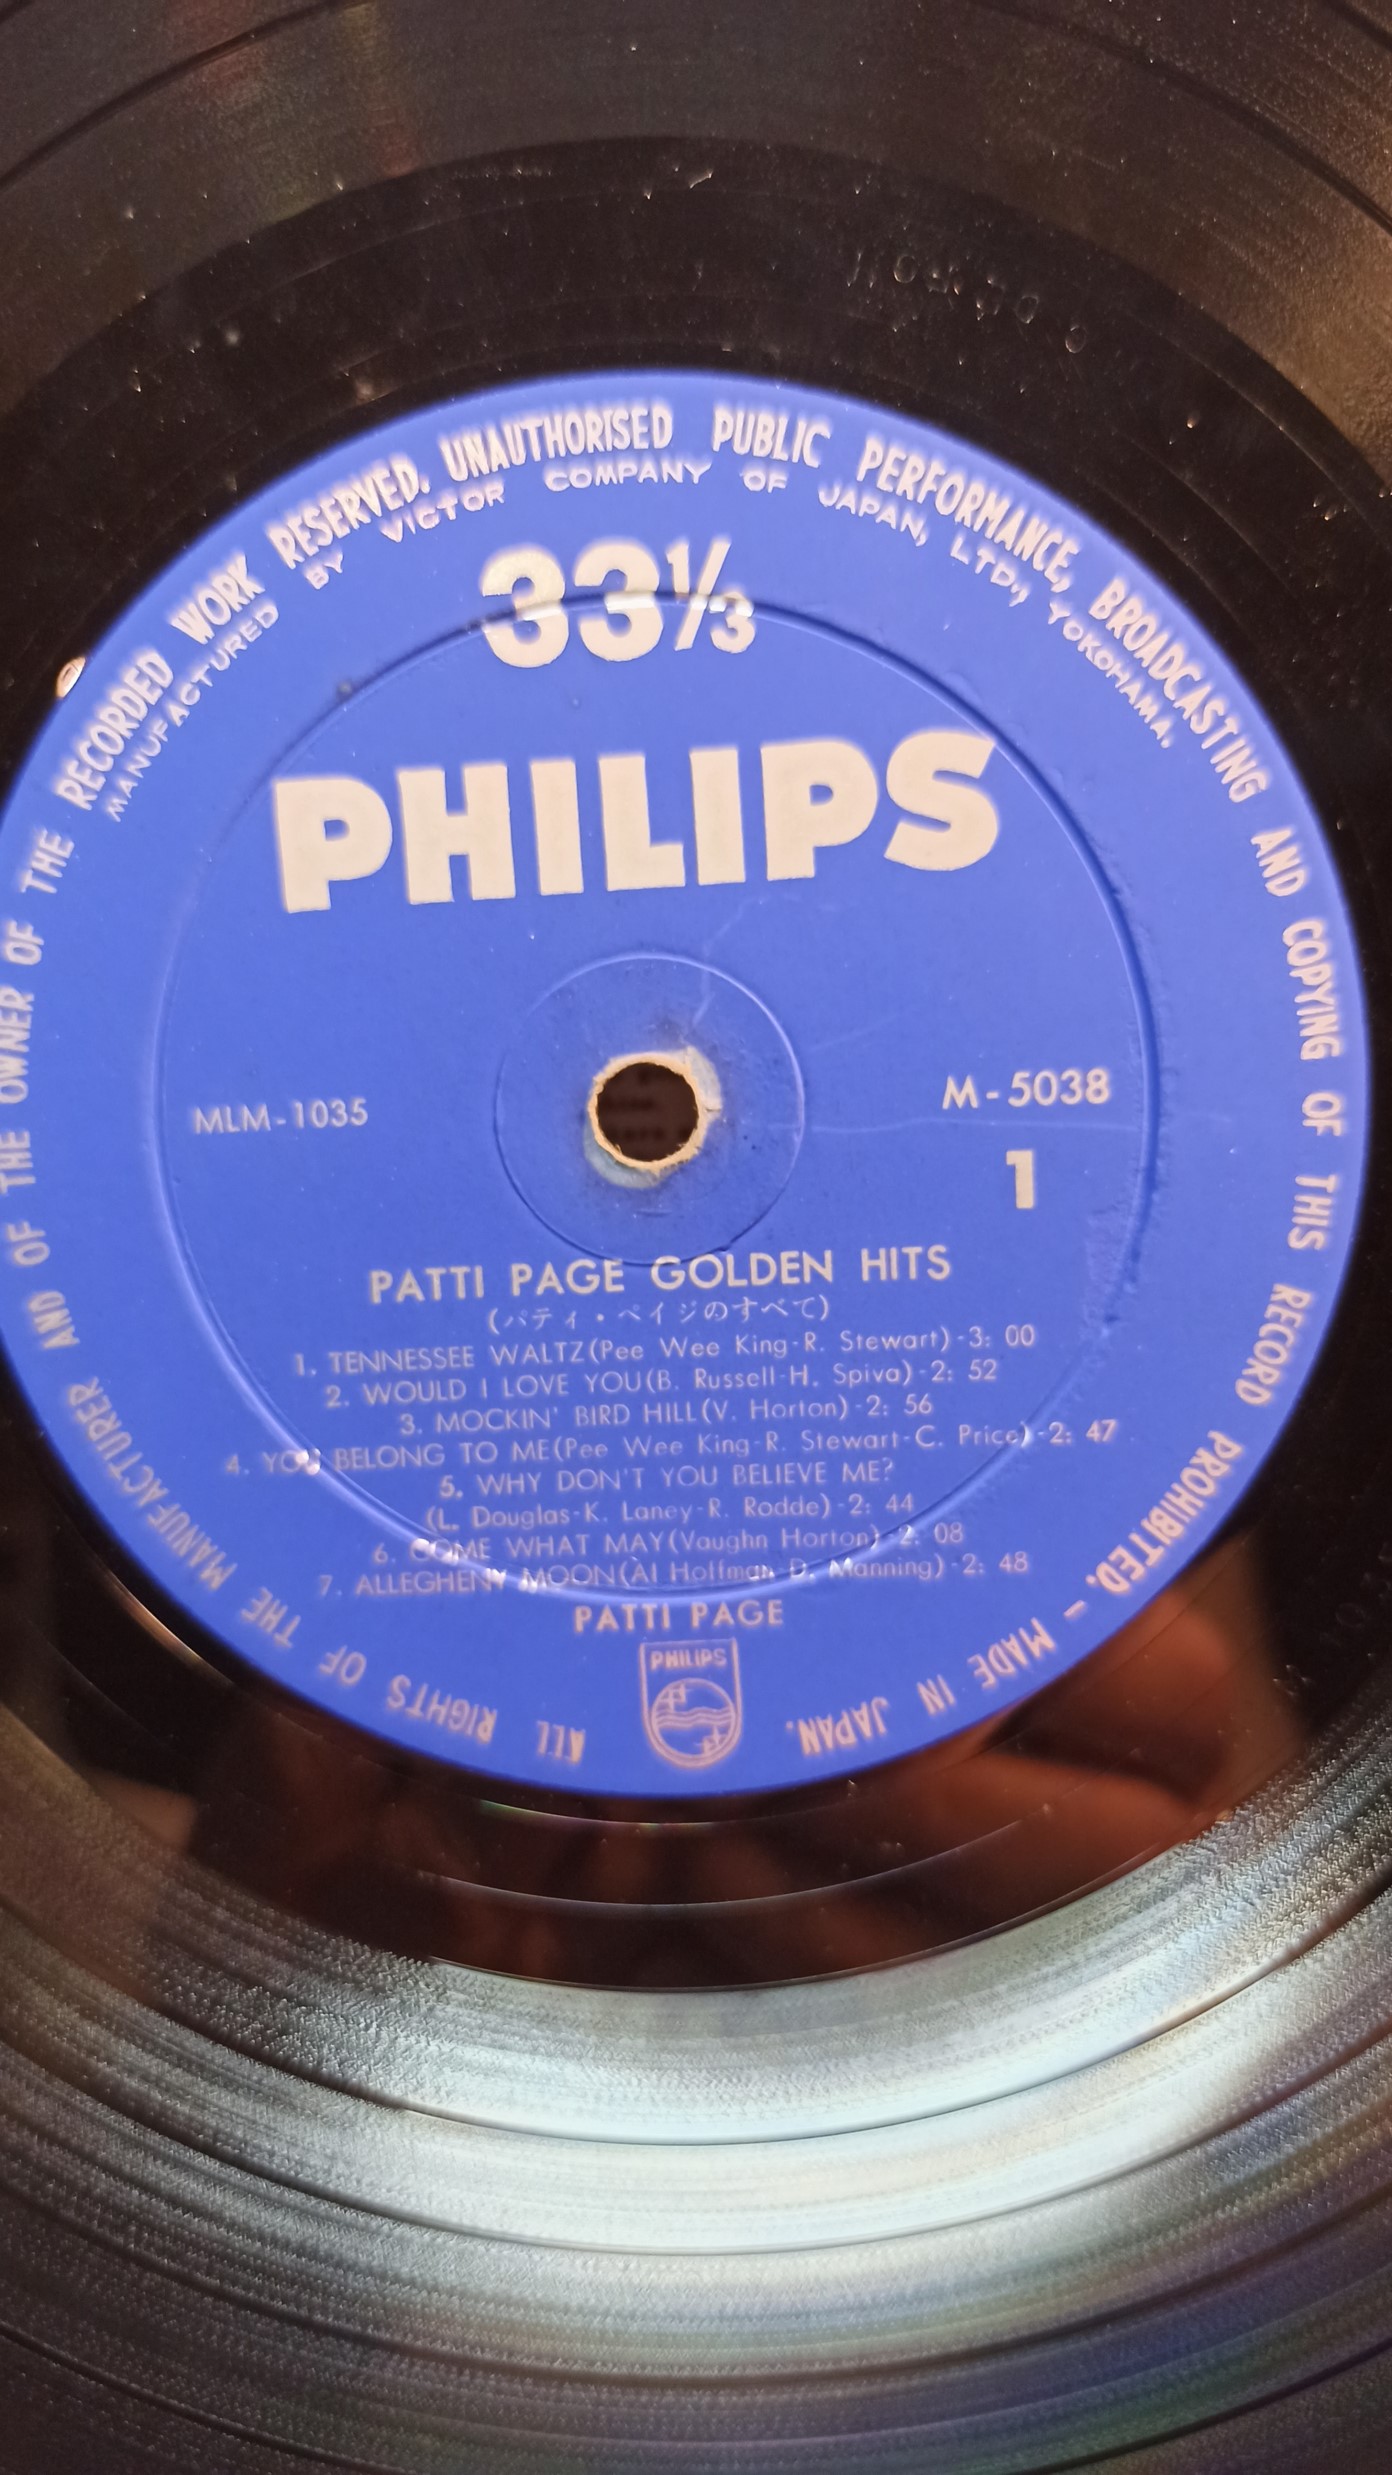 ALL RIGHTS OF THE MANUFACTURER AND OF THE OWNER OF THE RECORDED WORK RESERVED. UNAUTHORISED PUBLIC PERFORMANCE, BROADCASTING AND COPYING OF THIS RECORD PROHIBITED. - MADE IN JAPAN.
MANUFACTURED BY VICTOR COMPANY OF JAPAN, LTD., YOKOHAMA.
33⅓
PHILIPS
MLM-1035
M-5038
1
PATTI PAGE GOLDEN HITS
(パティ・ペイジのすべて)
1. TENNESSEE WALTZ(Pee Wee King-R. Stewart)-3: 00
2. WOULD I LOVE YOU(B. Russell-H. Spiva)-2: 52
3. MOCKIN' BIRD HILL(V. Horton)-2: 56
4. YOU BELONG TO ME(Pee Wee King-R. Stewart-C. Price)-2: 47
5. WHY DON'T YOU BELIEVE ME?
(L. Douglas-K. Laney-R. Rodde)-2: 44
6. COME WHAT MAY(Vaughn Horton)-2: 08
7. ALLEGHENY MOON(Al Hoffman-D. Manning)-2: 48
PATTI PAGE
PHILIPS